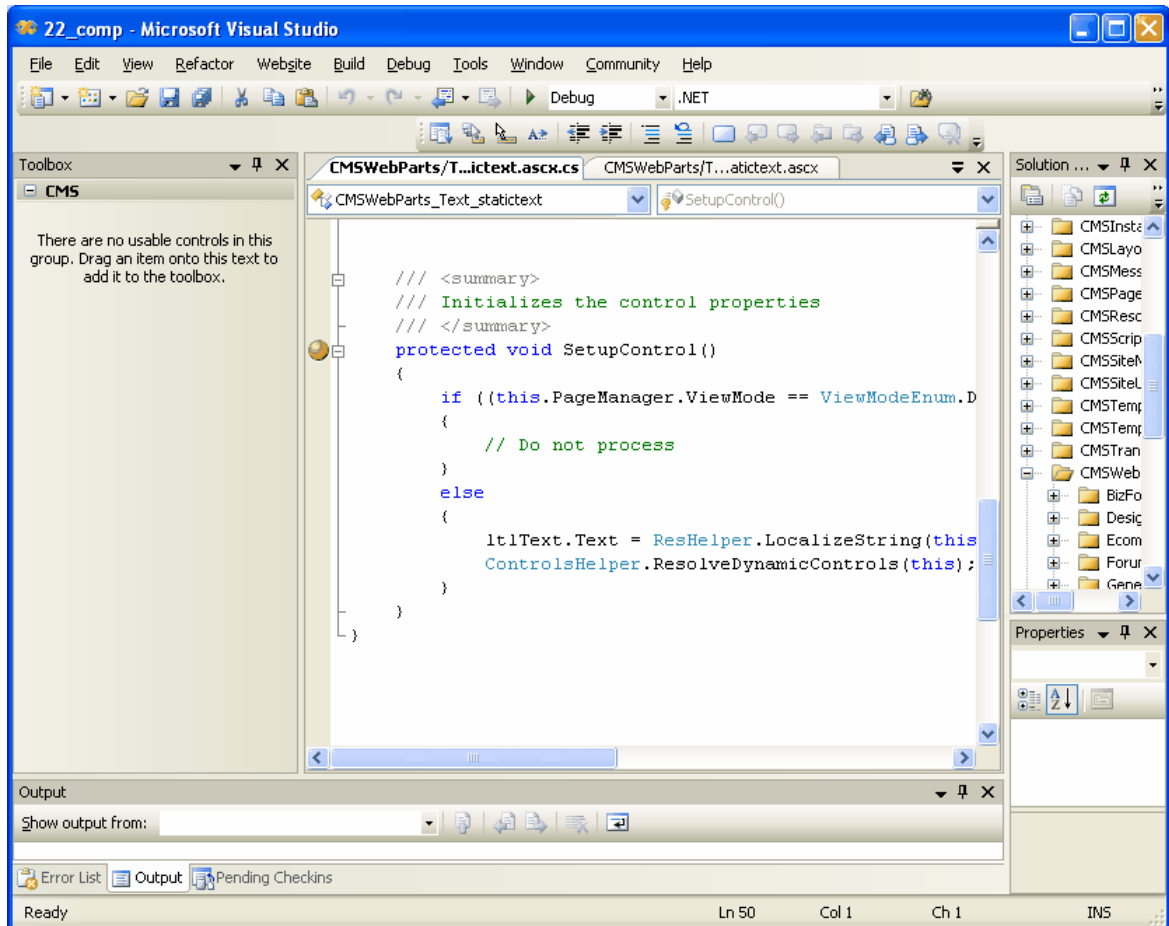 22_comp - Microsoft Visual Studio
File Edit View Refactor Website Build Debug Tools Window Community Help
Debug .NET
Toolbox
CMS
There are no usable controls in this
group. Drag an item onto this text to
add it to the toolbox.
CMSWebParts/T...ictext.ascx.cs CMSWebParts/T...atictext.ascx
CMSWebParts_Text_statictext SetupControl()
/// <summary>
/// Initializes the control properties
/// </summary>
protected void SetupControl()
{
if ((this.PageManager.ViewMode == ViewModeEnum.D
{
// Do not process
}
else
{
ltlText.Text = ResHelper.LocalizeString(this
ControlsHelper.ResolveDynamicControls(this);
}
}
}
Solution ...
CMSInsta
CMSLayo
CMSMess
CMSPage
CMSResc
CMSScrip
CMSSiteM
CMSSiteU
CMSTemp
CMSTemp
CMSTran
CMSWeb
BizFo
Desig
Ecom
Forur
Gene
Properties
Output
Show output from:
Error List Output Pending Checkins
Ready Ln 50 Col 1 Ch 1 INS